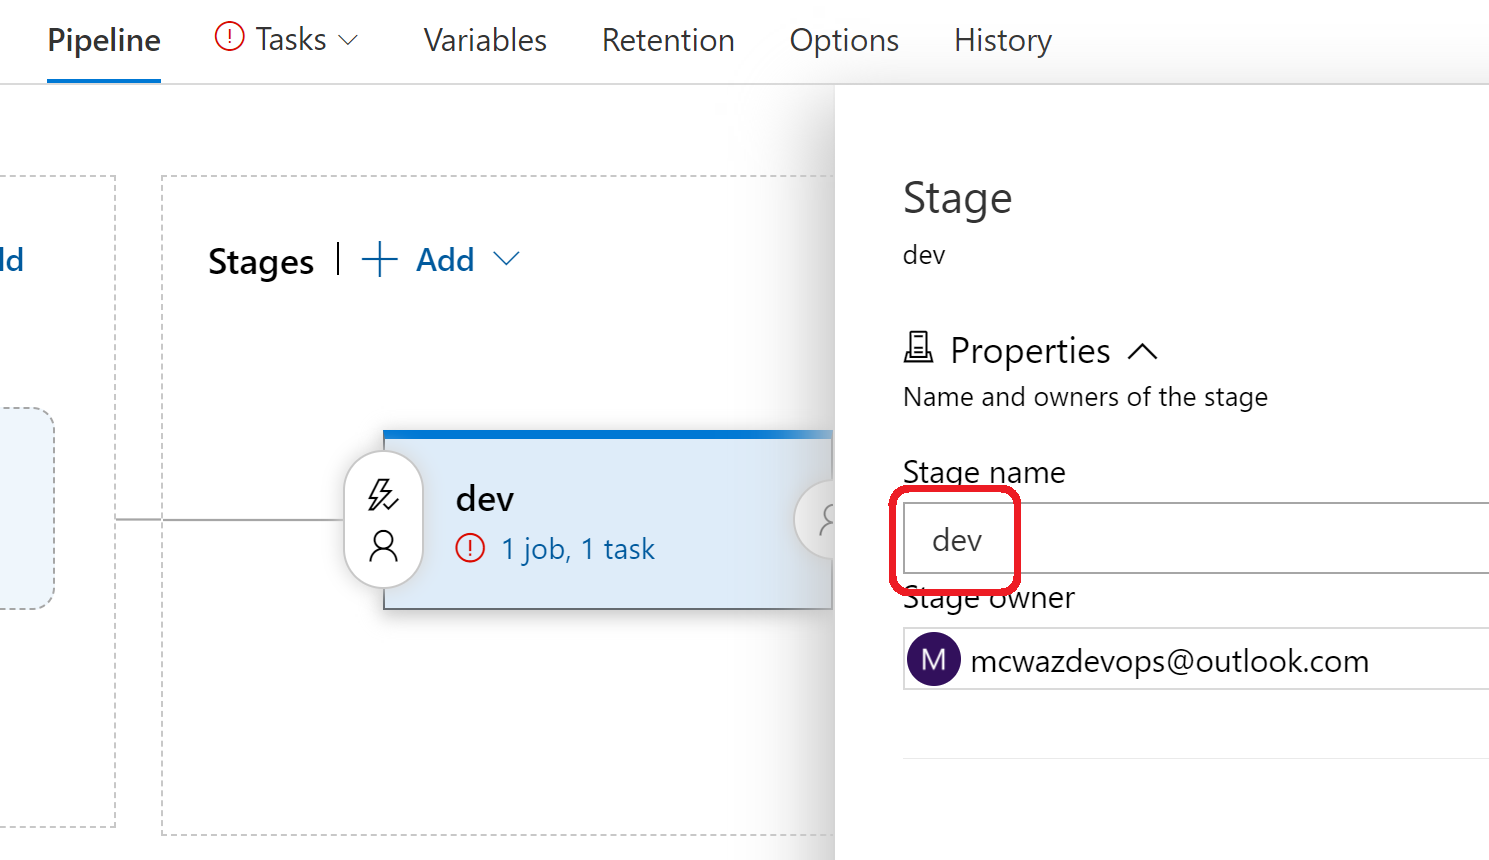 Pipeline Tasks Variables Retention Options History
Stages Add
dev
1 job, 1 task
Stage
dev
Properties
Name and owners of the stage
Stage name
dev
Stage owner
M mcwazdevops@outlook.com